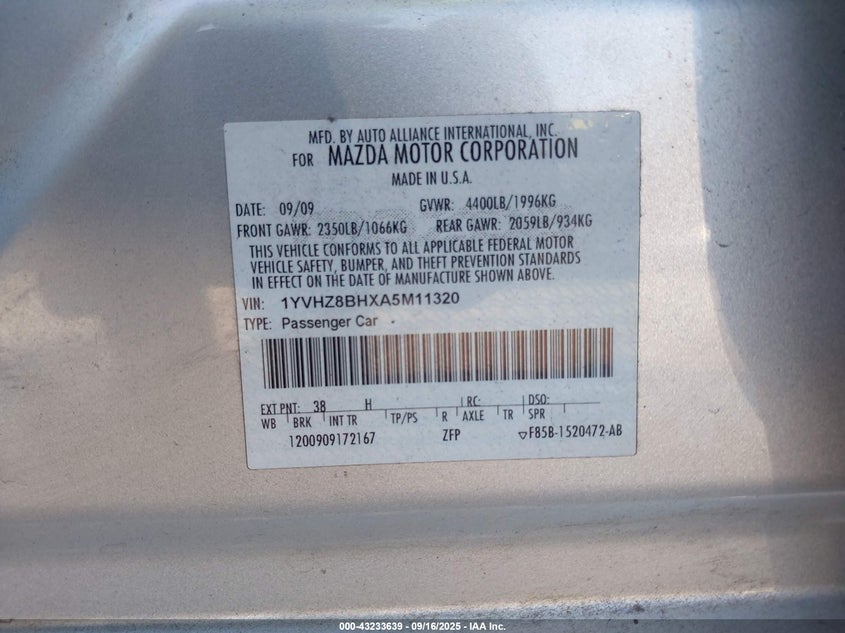 MFD. BY AUTO ALLIANCE INTERNATIONAL, INC.
FOR MAZDA MOTOR CORPORATION
MADE IN U.S.A.
DATE: 09/09 GVWR: 4400LB/1996KG
FRONT GAWR: 2350LB/1066KG REAR GAWR: 2059LB/934KG
THIS VEHICLE CONFORMS TO ALL APPLICABLE FEDERAL MOTOR
VEHICLE SAFETY, BUMPER, AND THEFT PREVENTION STANDARDS
IN EFFECT ON THE DATE OF MANUFACTURE SHOWN ABOVE.
VIN: 1YVHZ8BHXA5M11320
TYPE: Passenger Car
EXT PNT: 38 H RC: DSO:
WB BRK INT TR TP/PS R AXLE TR SPR
1200909172167 ZFP ▽F85B-1520472-AB
000-43233639 - 09/16/2025 - IAA Inc.